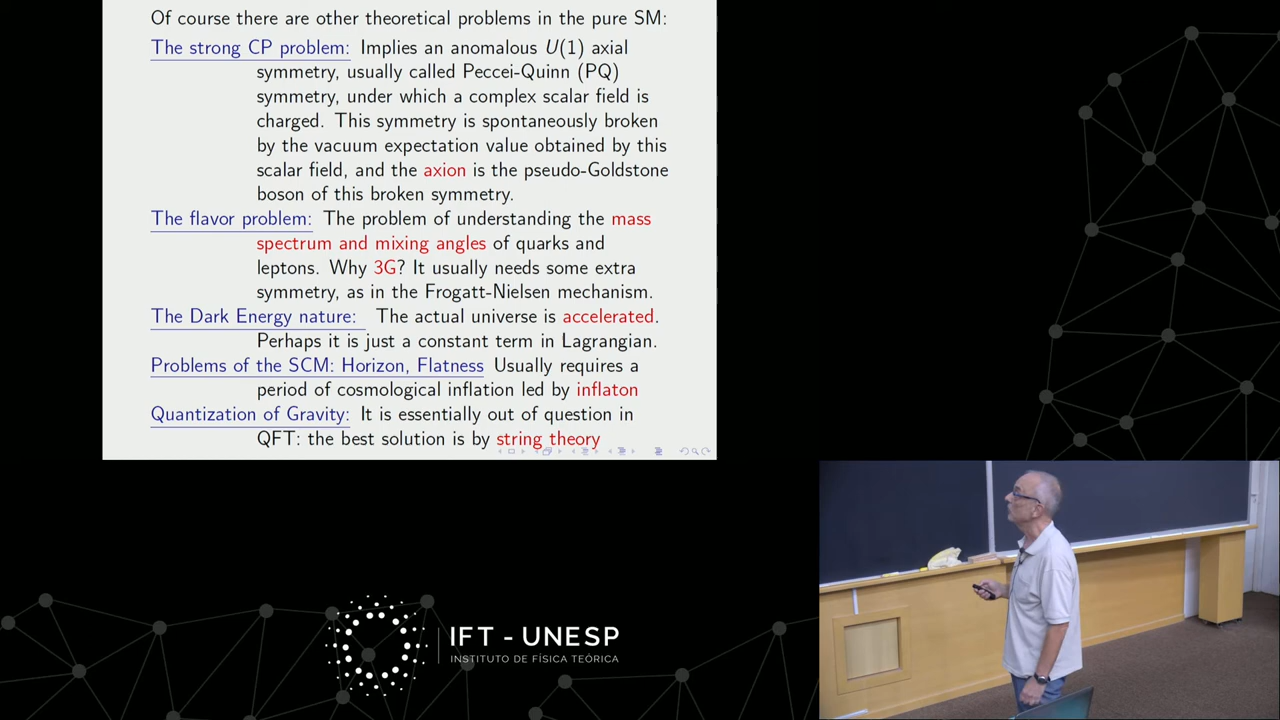 Of course there are other theoretical problems in the pure SM:
The strong CP problem: Implies an anomalous U(1) axial
symmetry, usually called Peccei-Quinn (PQ)
symmetry, under which a complex scalar field is
charged. This symmetry is spontaneously broken
by the vacuum expectation value obtained by this
scalar field, and the axion is the pseudo-Goldstone
boson of this broken symmetry.
The flavor problem: The problem of understanding the mass
spectrum and mixing angles of quarks and
leptons. Why 3G? It usually needs some extra
symmetry, as in the Frogatt-Nielsen mechanism.
The Dark Energy nature: The actual universe is accelerated.
Perhaps it is just a constant term in Lagrangian.
Problems of the SCM: Horizon, Flatness Usually requires a
period of cosmological inflation led by inflaton
Quantization of Gravity: It is essentially out of question in
QFT: the best solution is by string theory
IFT - UNESP
INSTITUTO DE FÍSICA TEÓRICA